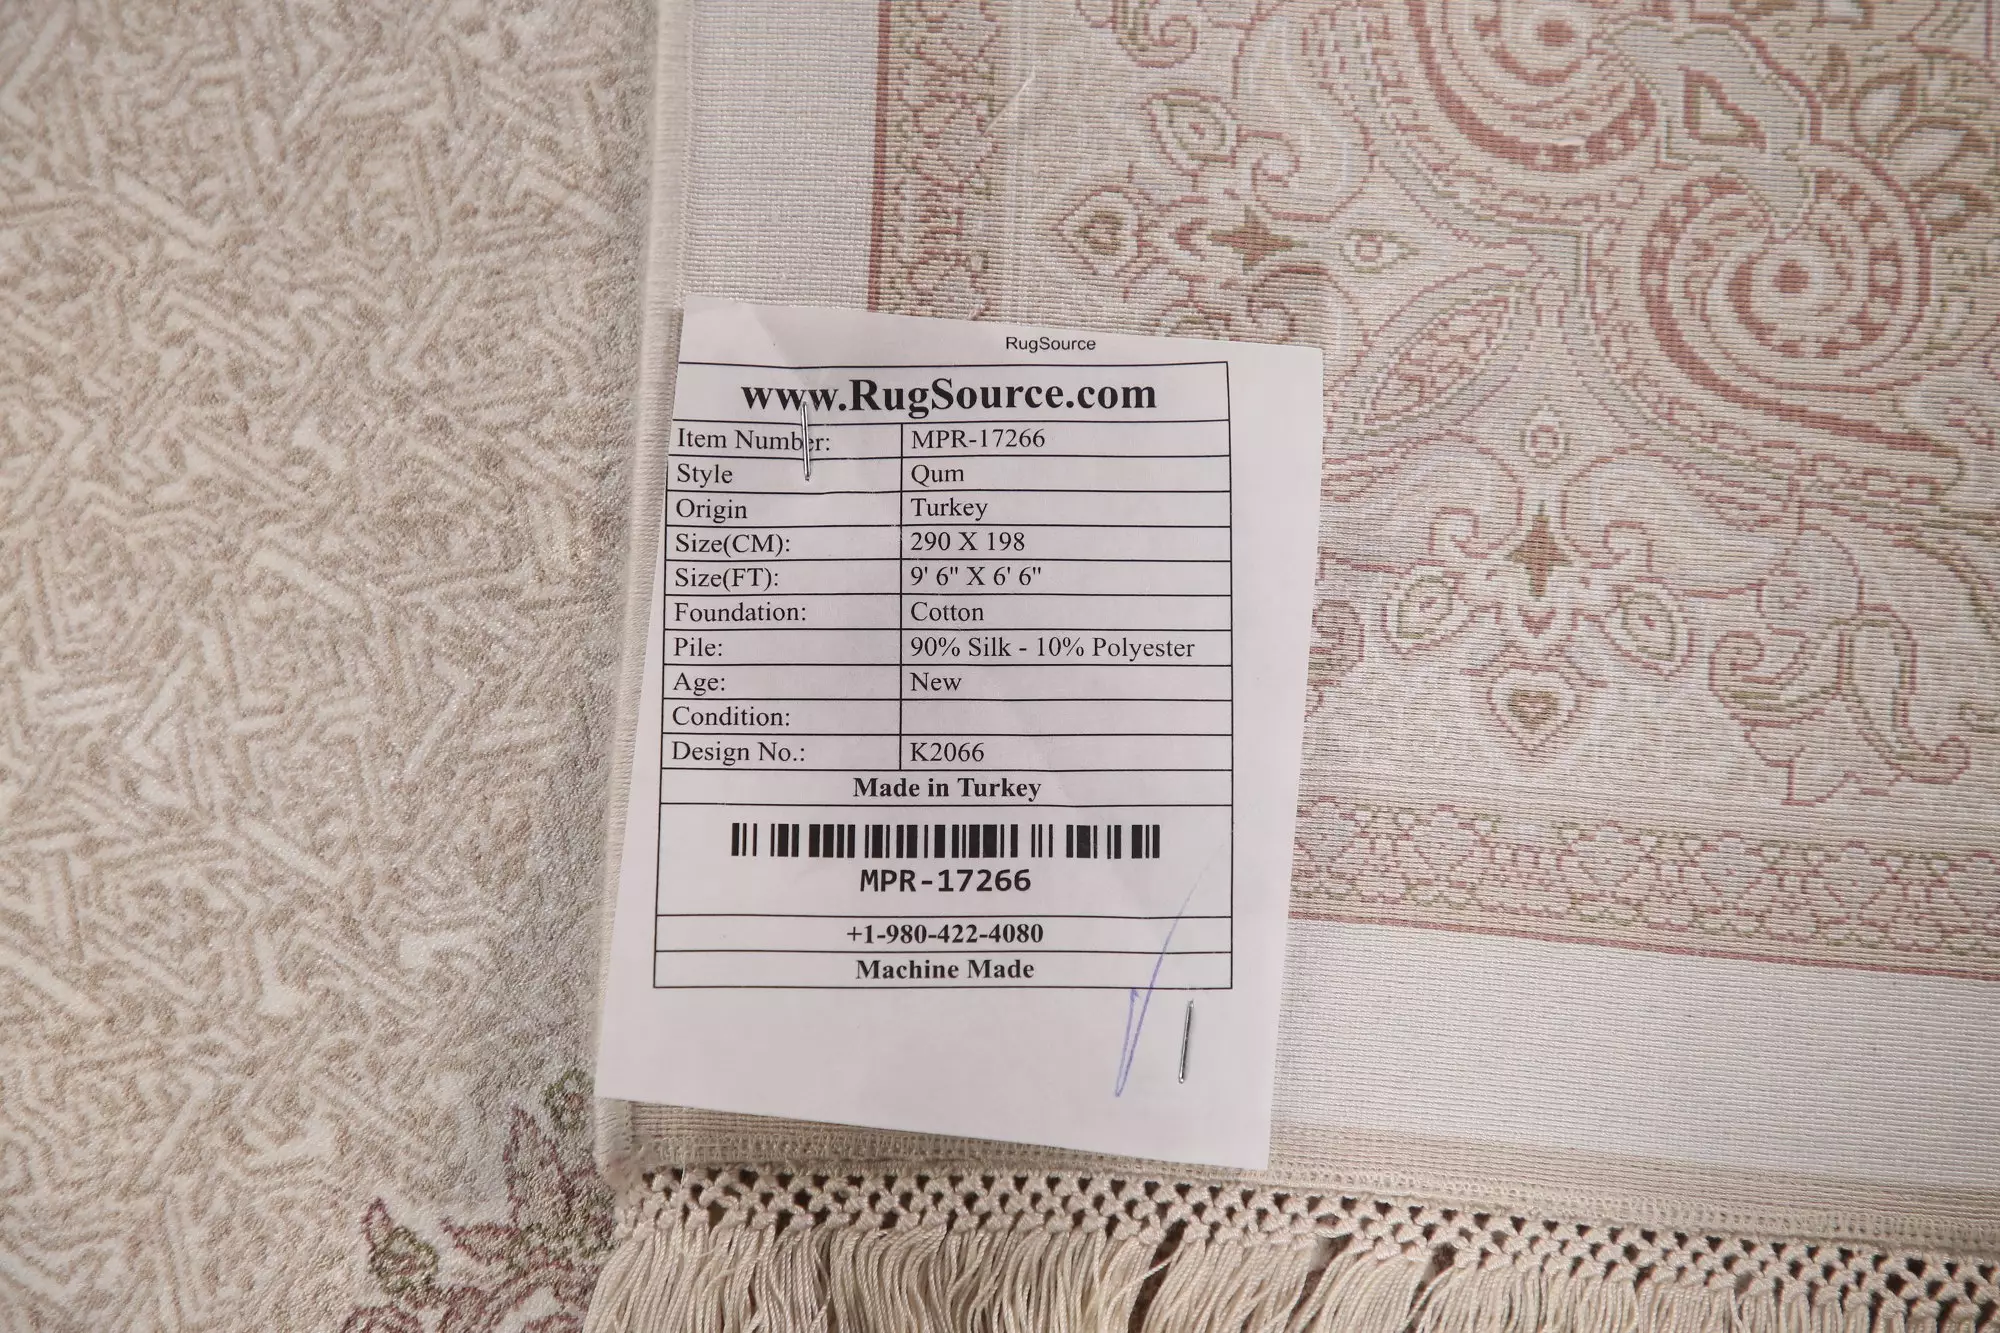 RugSource
www.RugSource.com
Item Number: MPR-17266
Style Qum
Origin Turkey
Size(CM): 290 X 198
Size(FT): 9' 6" X 6' 6"
Foundation: Cotton
Pile: 90% Silk - 10% Polyester
Age: New
Condition:
Design No.: K2066
Made in Turkey
MPR-17266
+1-980-422-4080
Machine Made